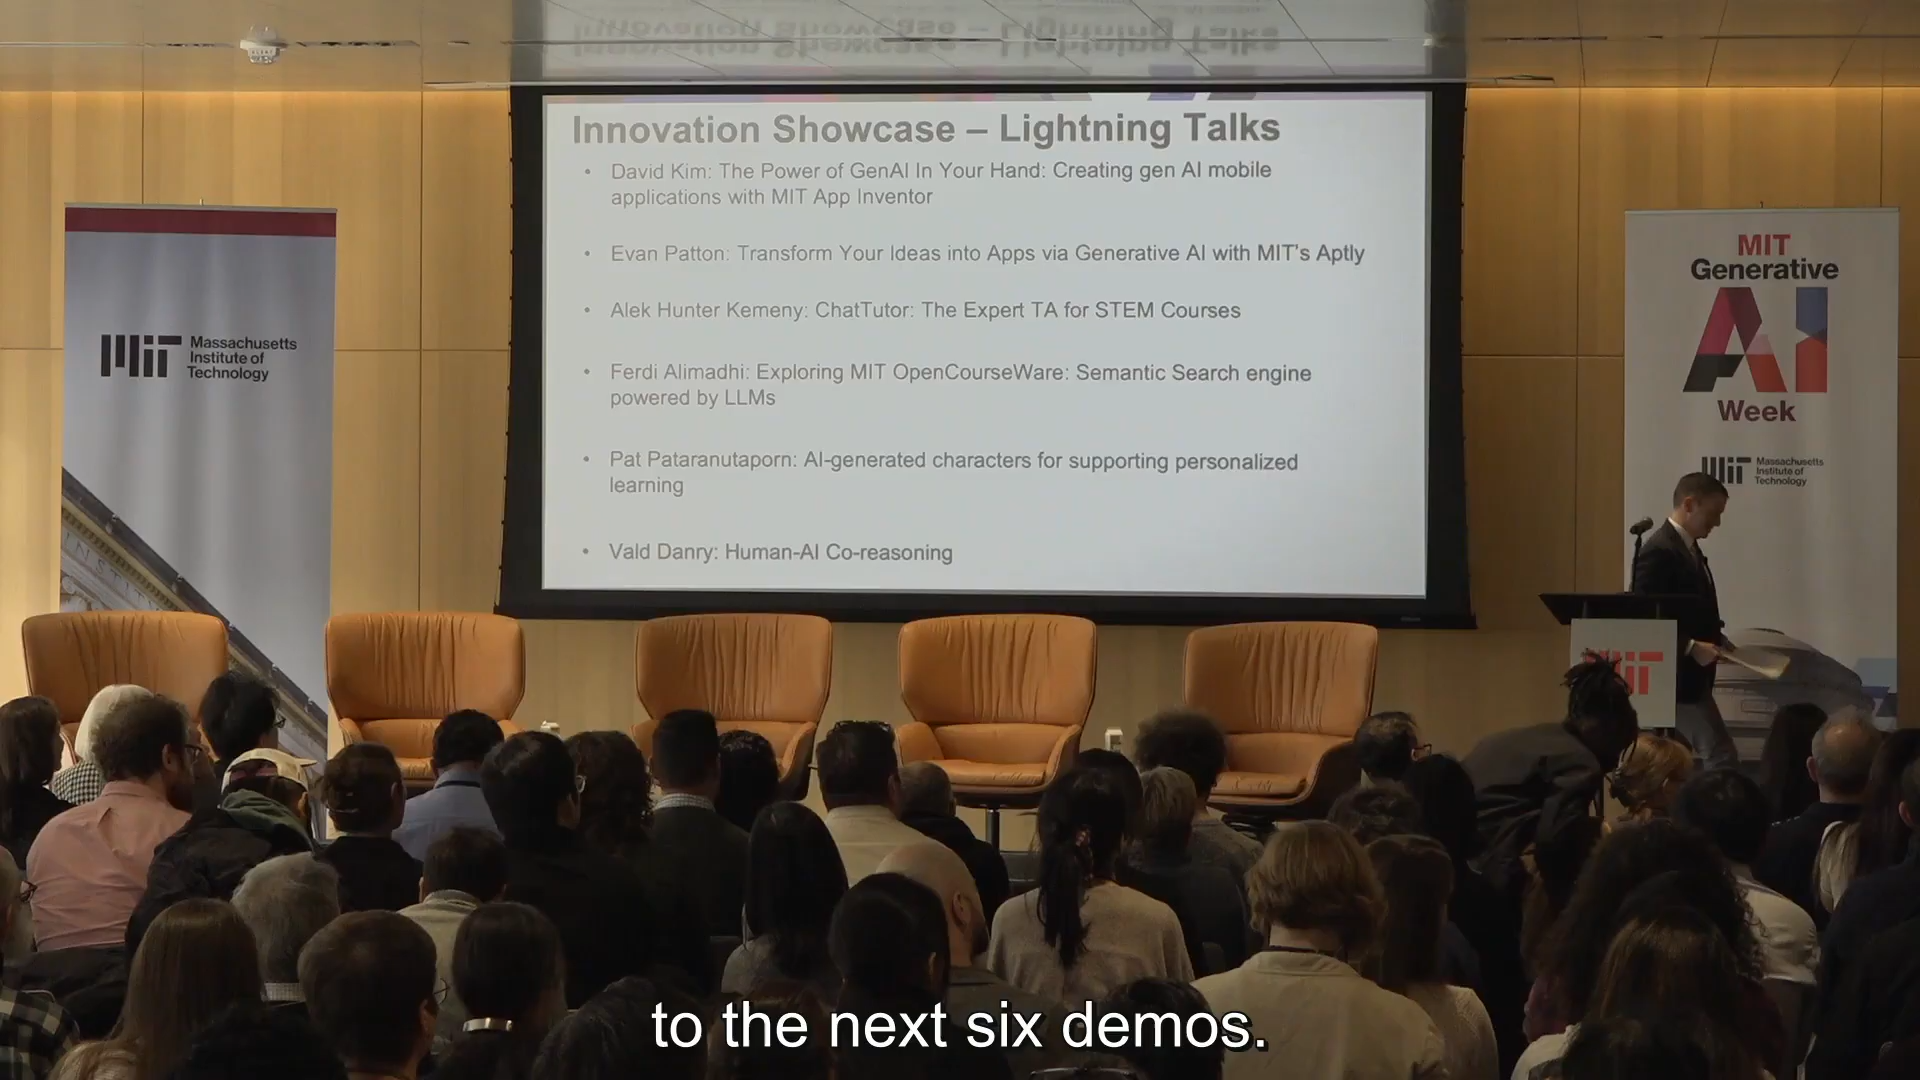 Innovation Showcase – Lightning Talks
• David Kim: The Power of GenAI In Your Hand: Creating gen AI mobile
applications with MIT App Inventor
• Evan Patton: Transform Your Ideas into Apps via Generative AI with MIT's Aptly
• Alek Hunter Kemeny: ChatTutor: The Expert TA for STEM Courses
• Ferdi Alimadhi: Exploring MIT OpenCourseWare: Semantic Search engine
powered by LLMs
• Pat Pataranutaporn: AI-generated characters for supporting personalized
learning
• Vald Danry: Human-AI Co-reasoning
MIT
Massachusetts
Institute of
Technology
MIT
Generative
AI
Week
MIT
Massachusetts
Institute of
Technology
MIT
to the next six demos.